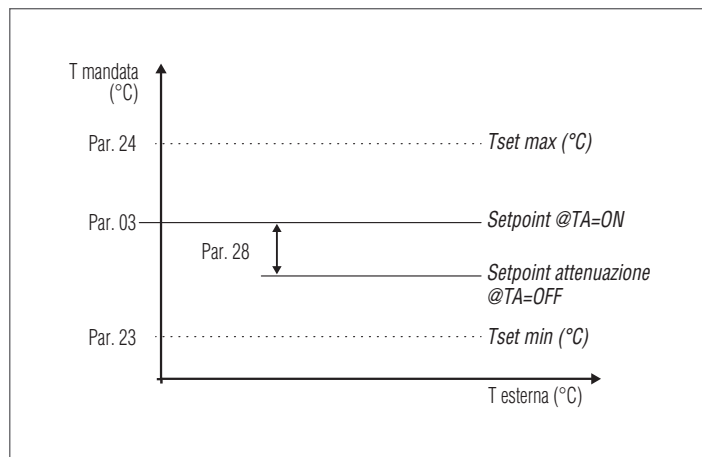 T mandata
(°C)
Par. 24
Tset max (°C)
Par. 03
Setpoint @TA=ON
Par. 28
Setpoint attenuazione
@TA=OFF
Par. 23
Tset min (°C)
T esterna (°C)